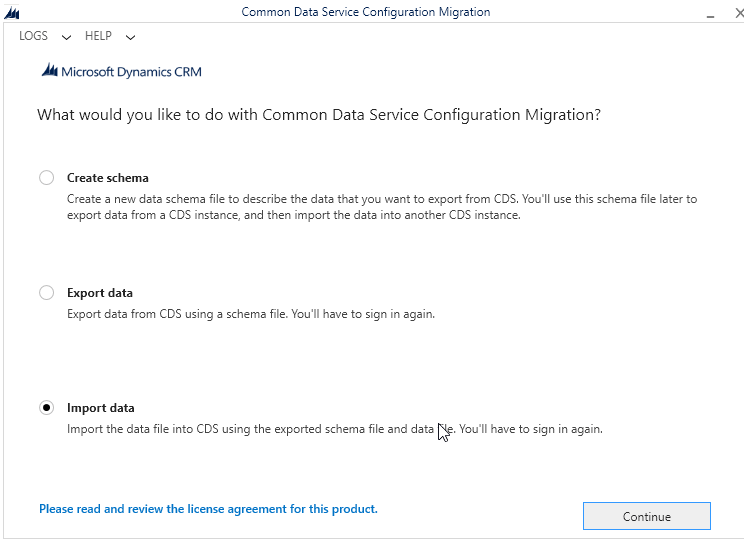 Common Data Service Configuration Migration
LOGS HELP
Microsoft Dynamics CRM
What would you like to do with Common Data Service Configuration Migration?
Create schema
Create a new data schema file to describe the data that you want to export from CDS. You'll use this schema file later to
export data from a CDS instance, and then import the data into another CDS instance.
Export data
Export data from CDS using a schema file. You'll have to sign in again.
Import data
Import the data file into CDS using the exported schema file and data file. You'll have to sign in again.
Please read and review the license agreement for this product.
Continue